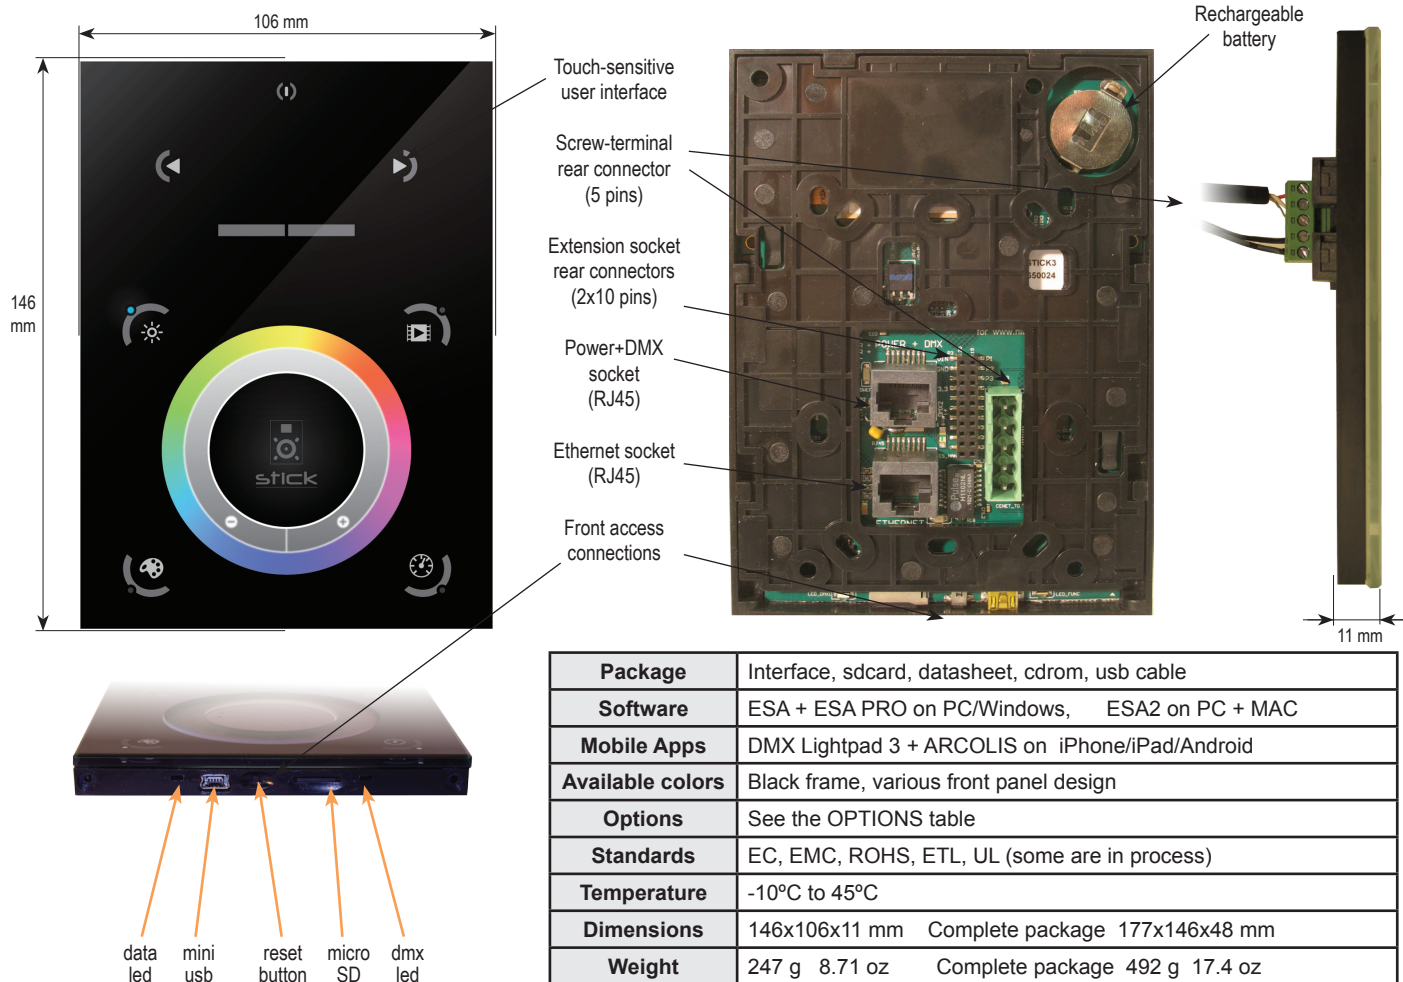 106 mm
146
mm
stick
Touch-sensitive
user interface
Screw-terminal
rear connector
(5 pins)
Extension socket
rear connectors
(2x10 pins)
Power+DMX
socket
(RJ45)
Ethernet socket
(RJ45)
Front access
connections
Rechargeable
battery
STICK3
POWER + DMX
ETHERNET
11 mm
data
led
mini
usb
reset
button
micro
SD
dmx
led
Package Interface, sdcard, datasheet, cdrom, usb cable
Software ESA + ESA PRO on PC/Windows, ESA2 on PC + MAC
Mobile Apps DMX Lightpad 3 + ARCOLIS on iPhone/iPad/Android
Available colors Black frame, various front panel design
Options See the OPTIONS table
Standards EC, EMC, ROHS, ETL, UL (some are in process)
Temperature -10ºC to 45ºC
Dimensions 146x106x11 mm Complete package 177x146x48 mm
Weight 247 g 8.71 oz Complete package 492 g 17.4 oz